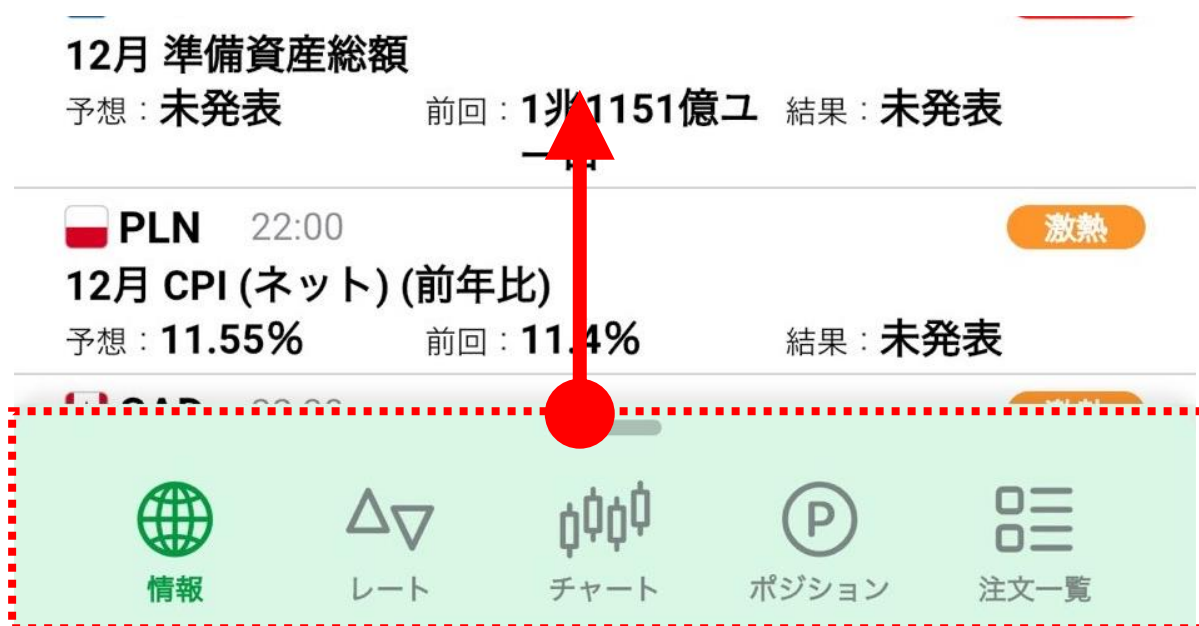 12月 準備資産総額
予想：未発表 前回：1兆1151億ユ 結果：未発表
PLN 22:00 激熱
12月 CPI (ネット) (前年比)
予想：11.55% 前回：11.4% 結果：未発表
P
情報 レート チャート ポジション 注文一覧